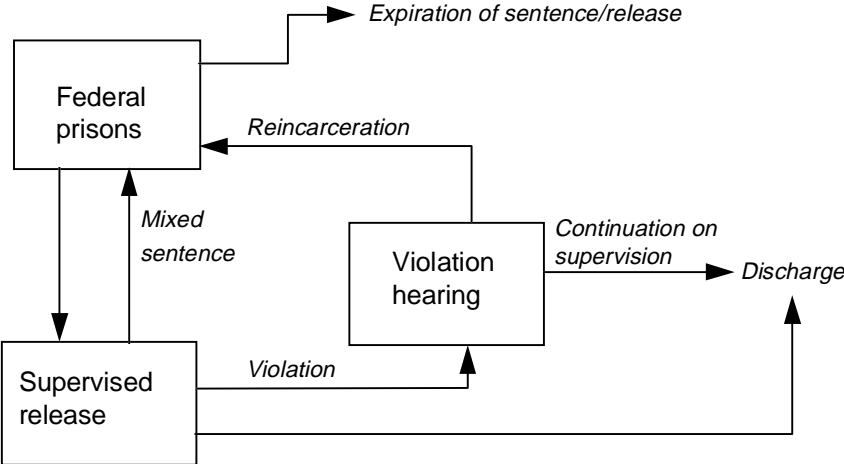 Expiration of sentence/release
Federal
prisons
Reincarceration
Mixed
sentence
Continuation on
supervision
Violation
hearing
Discharge
Supervised
release
Violation